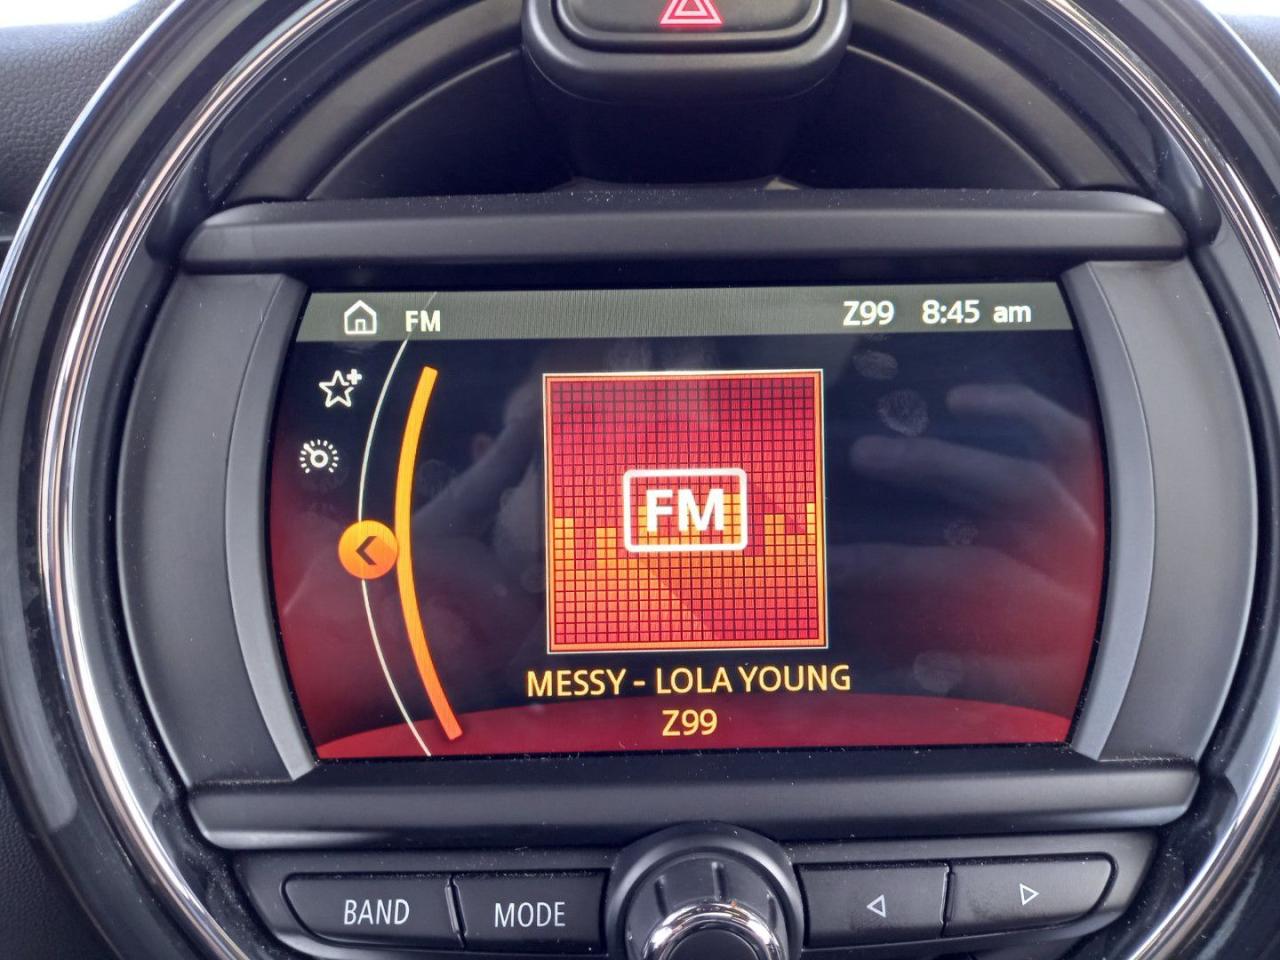 FM Z99 8:45 am
FM
MESSY - LOLA YOUNG
Z99
BAND MODE